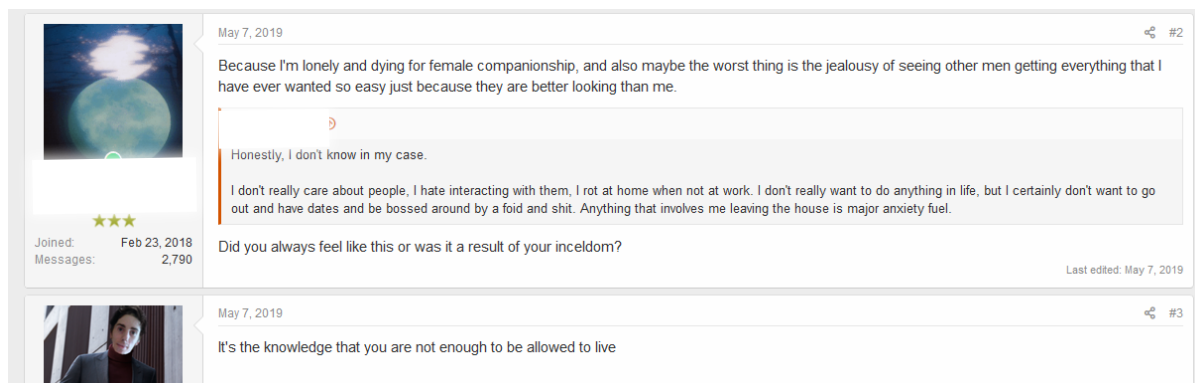 May 7, 2019
#2
Because I'm lonely and dying for female companionship, and also maybe the worst thing is the jealousy of seeing other men getting everything that I
have ever wanted so easy just because they are better looking than me.
Honestly, I don't know in my case.
I don't really care about people, I hate interacting with them, I rot at home when not at work. I don't really want to do anything in life, but I certainly don't want to go
out and have dates and be bossed around by a foid and shit. Anything that involves me leaving the house is major anxiety fuel.
Did you always feel like this or was it a result of your inceldom?
Last edited: May 7, 2019
Joined: Feb 23, 2018
Messages: 2,790
May 7, 2019
#3
It's the knowledge that you are not enough to be allowed to live